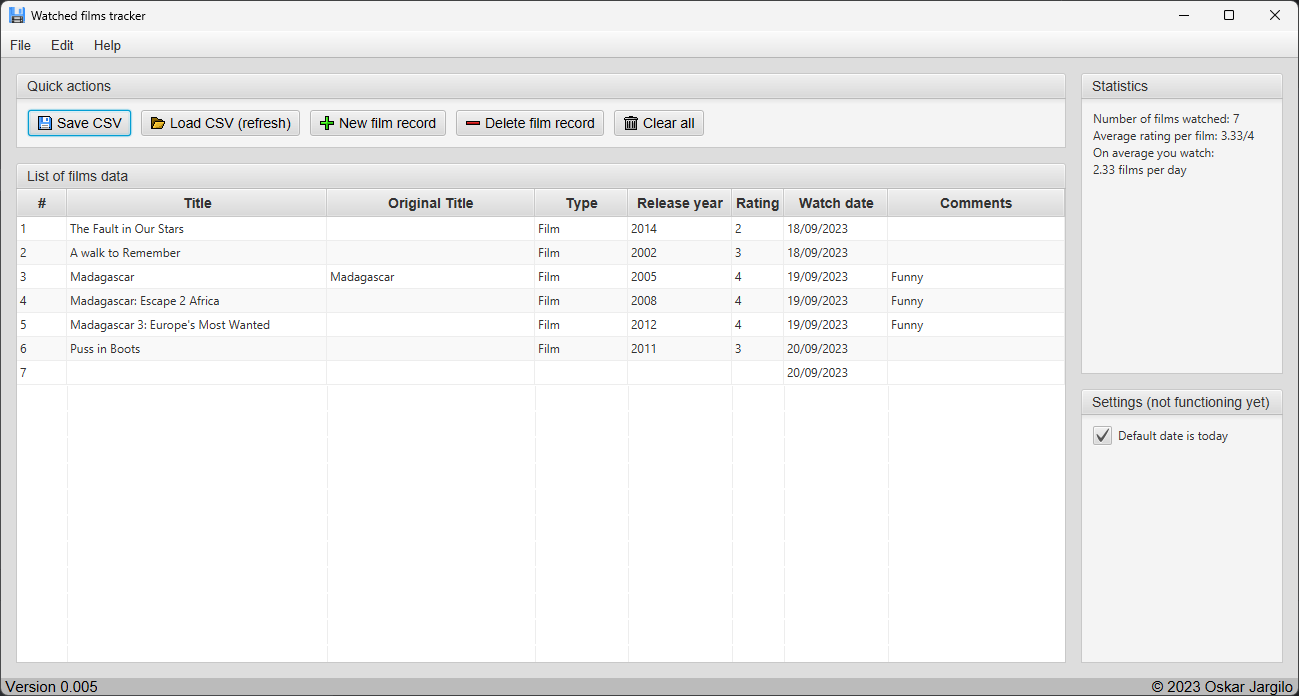 Watched films tracker
File Edit Help
Quick actions
Save CSV Load CSV (refresh) New film record Delete film record Clear all
List of films data
# Title Original Title Type Release year Rating Watch date Comments
1 The Fault in Our Stars Film 2014 2 18/09/2023
2 A walk to Remember Film 2002 3 18/09/2023
3 Madagascar Madagascar Film 2005 4 19/09/2023 Funny
4 Madagascar: Escape 2 Africa Film 2008 4 19/09/2023 Funny
5 Madagascar 3: Europe's Most Wanted Film 2012 4 19/09/2023 Funny
6 Puss in Boots Film 2011 3 20/09/2023
7 20/09/2023
Statistics
Number of films watched: 7
Average rating per film: 3.33/4
On average you watch:
2.33 films per day
Settings (not functioning yet)
Default date is today
Version 0.005
© 2023 Oskar Jargilo